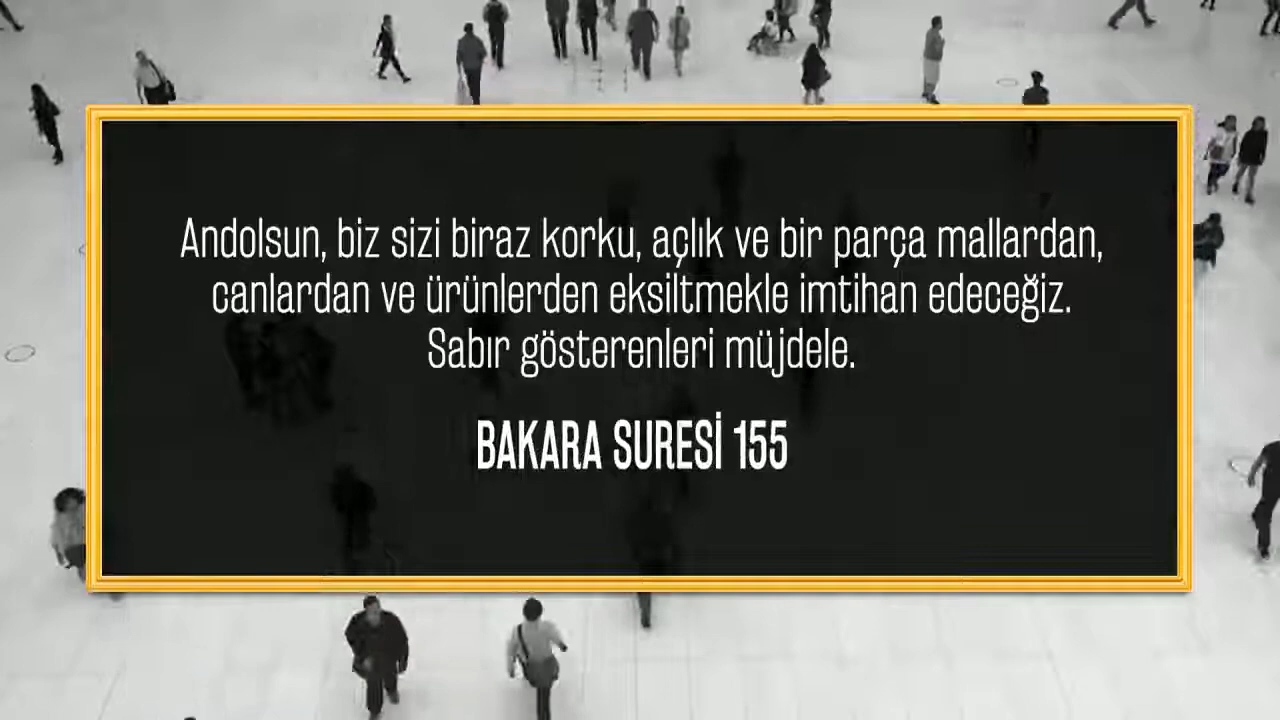 Andolsun, biz sizi biraz korku, açlık ve bir parça mallardan,
canlardan ve ürünlerden eksiltmekle imtihan edeceğiz.
Sabır gösterenleri müjdele.
BAKARA SURESİ 155